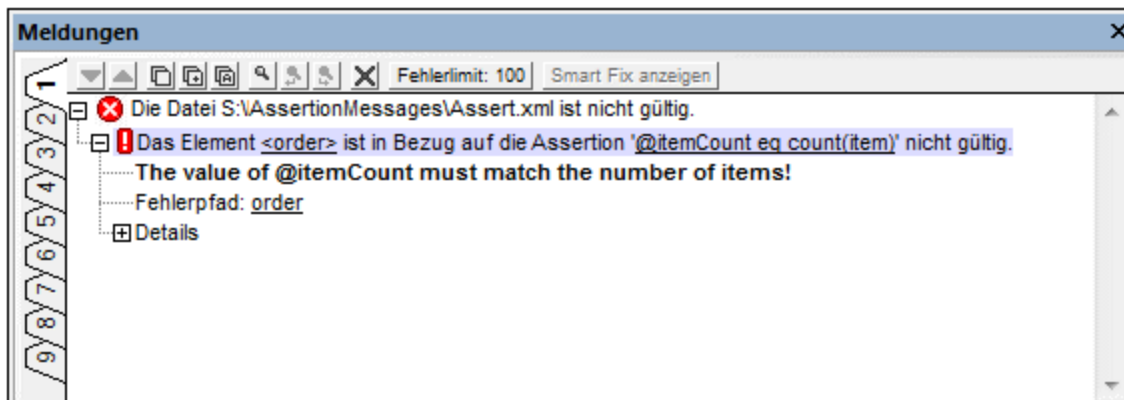 Meldungen
Fehlerlimit: 100 Smart Fix anzeigen
Die Datei S:\AssertionMessages\Assert.xml ist nicht gültig.
Das Element <order> ist in Bezug auf die Assertion '@itemCount eq count(item)' nicht gültig.
The value of @itemCount must match the number of items!
Fehlerpfad: order
Details
1
2
3
4
5
6
7
8
9